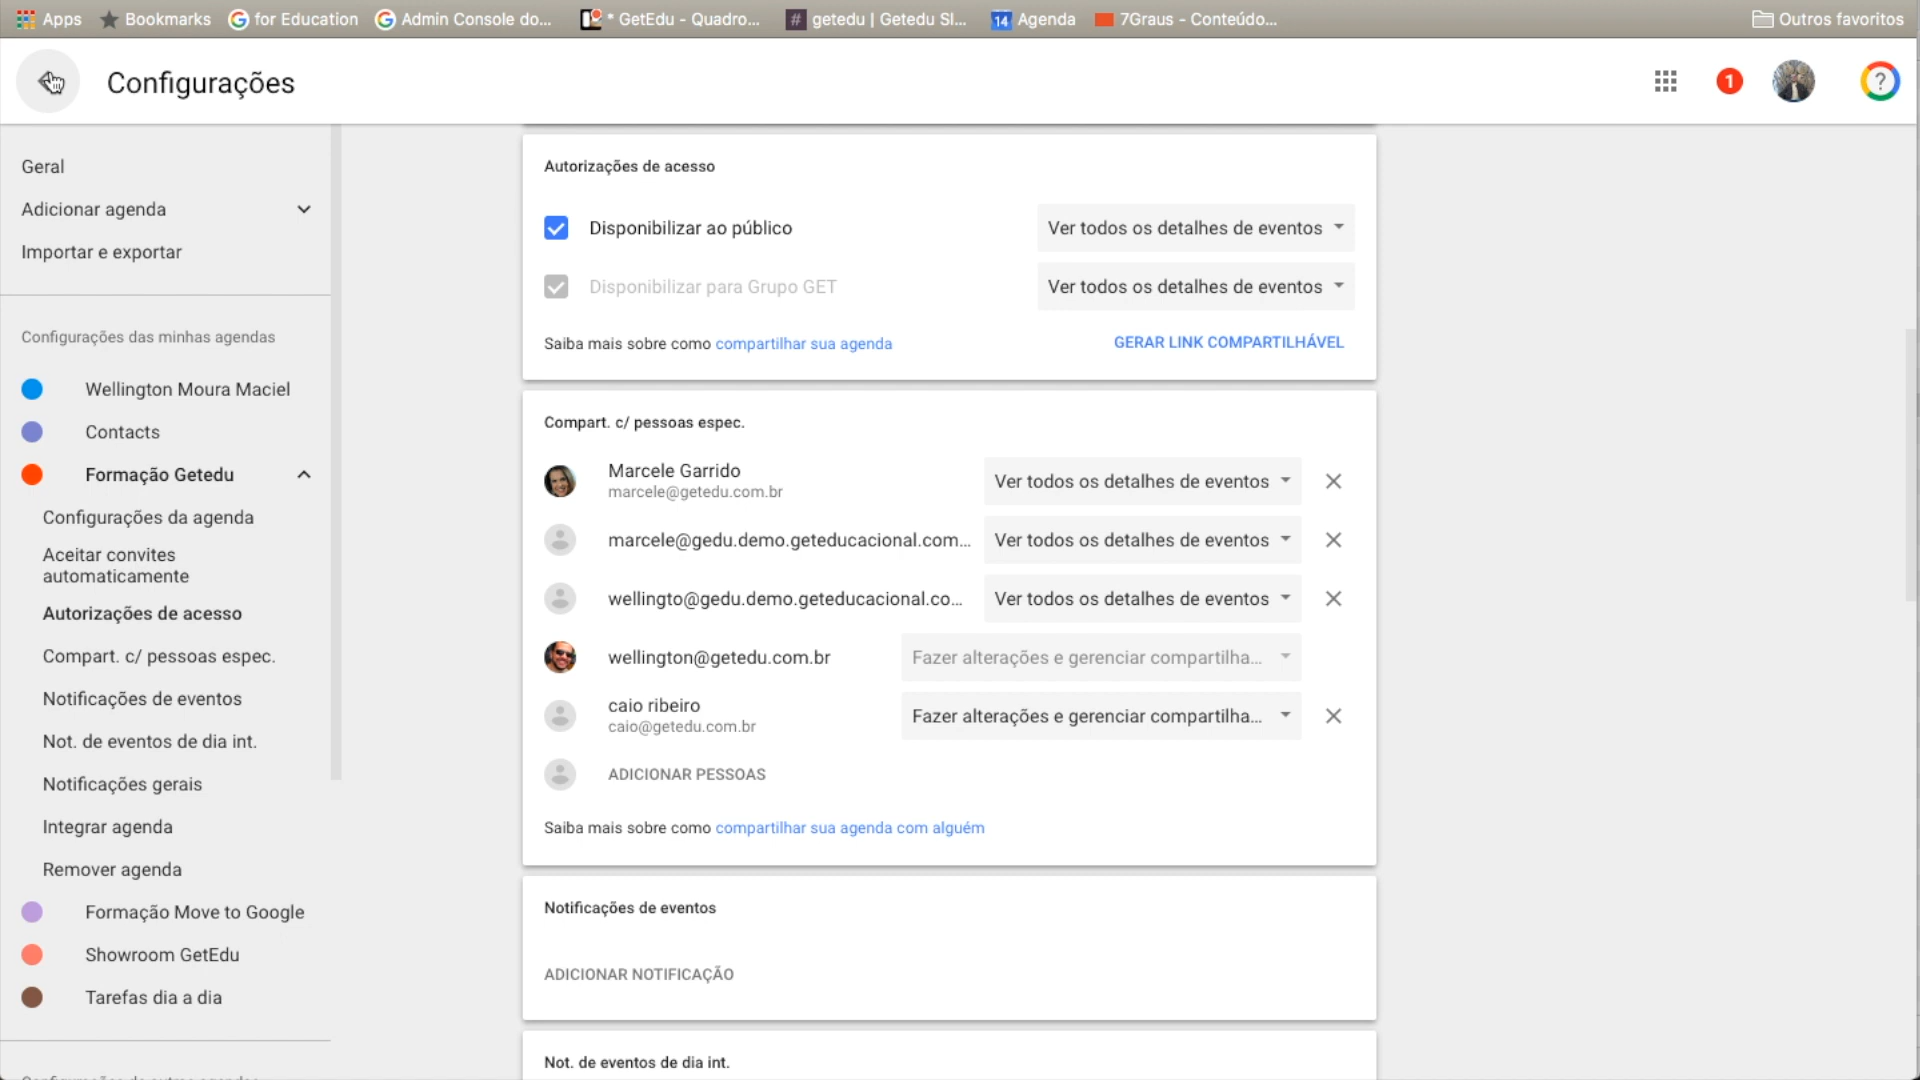 Apps
Bookmarks
for Education
Admin Console do...
* GetEdu - Quadro...
# getedu | Getedu Sl...
14 Agenda
7Graus - Conteúdo...
Outros favoritos
Configurações
1
?
Geral
Adicionar agenda
Importar e exportar
Configurações das minhas agendas
Wellington Moura Maciel
Contacts
Formação Getedu
Configurações da agenda
Aceitar convites
automaticamente
Autorizações de acesso
Compart. c/ pessoas espec.
Notificações de eventos
Not. de eventos de dia int.
Notificações gerais
Integrar agenda
Remover agenda
Formação Move to Google
Showroom GetEdu
Tarefas dia a dia
Autorizações de acesso
Disponibilizar ao público
Ver todos os detalhes de eventos
Disponibilizar para Grupo GET
Ver todos os detalhes de eventos
Saiba mais sobre como compartilhar sua agenda
GERAR LINK COMPARTILHÁVEL
Compart. c/ pessoas espec.
Marcele Garrido
marcele@getedu.com.br
Ver todos os detalhes de eventos
marcele@gedu.demo.geteducacional.com...
Ver todos os detalhes de eventos
wellingto@gedu.demo.geteducacional.co...
Ver todos os detalhes de eventos
wellington@getedu.com.br
Fazer alterações e gerenciar compartilha...
caio ribeiro
caio@getedu.com.br
Fazer alterações e gerenciar compartilha...
ADICIONAR PESSOAS
Saiba mais sobre como compartilhar sua agenda com alguém
Notificações de eventos
ADICIONAR NOTIFICAÇÃO
Not. de eventos de dia int.